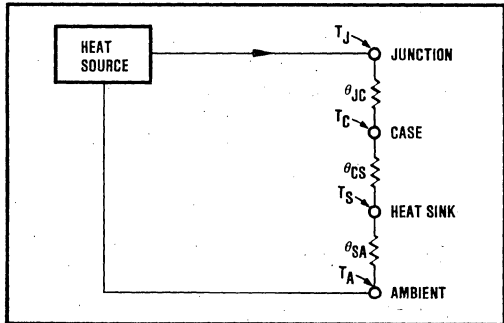 HEAT
SOURCE
TJ
JUNCTION
θJC
TC
CASE
θCS
TS
HEAT SINK
θSA
TA
AMBIENT